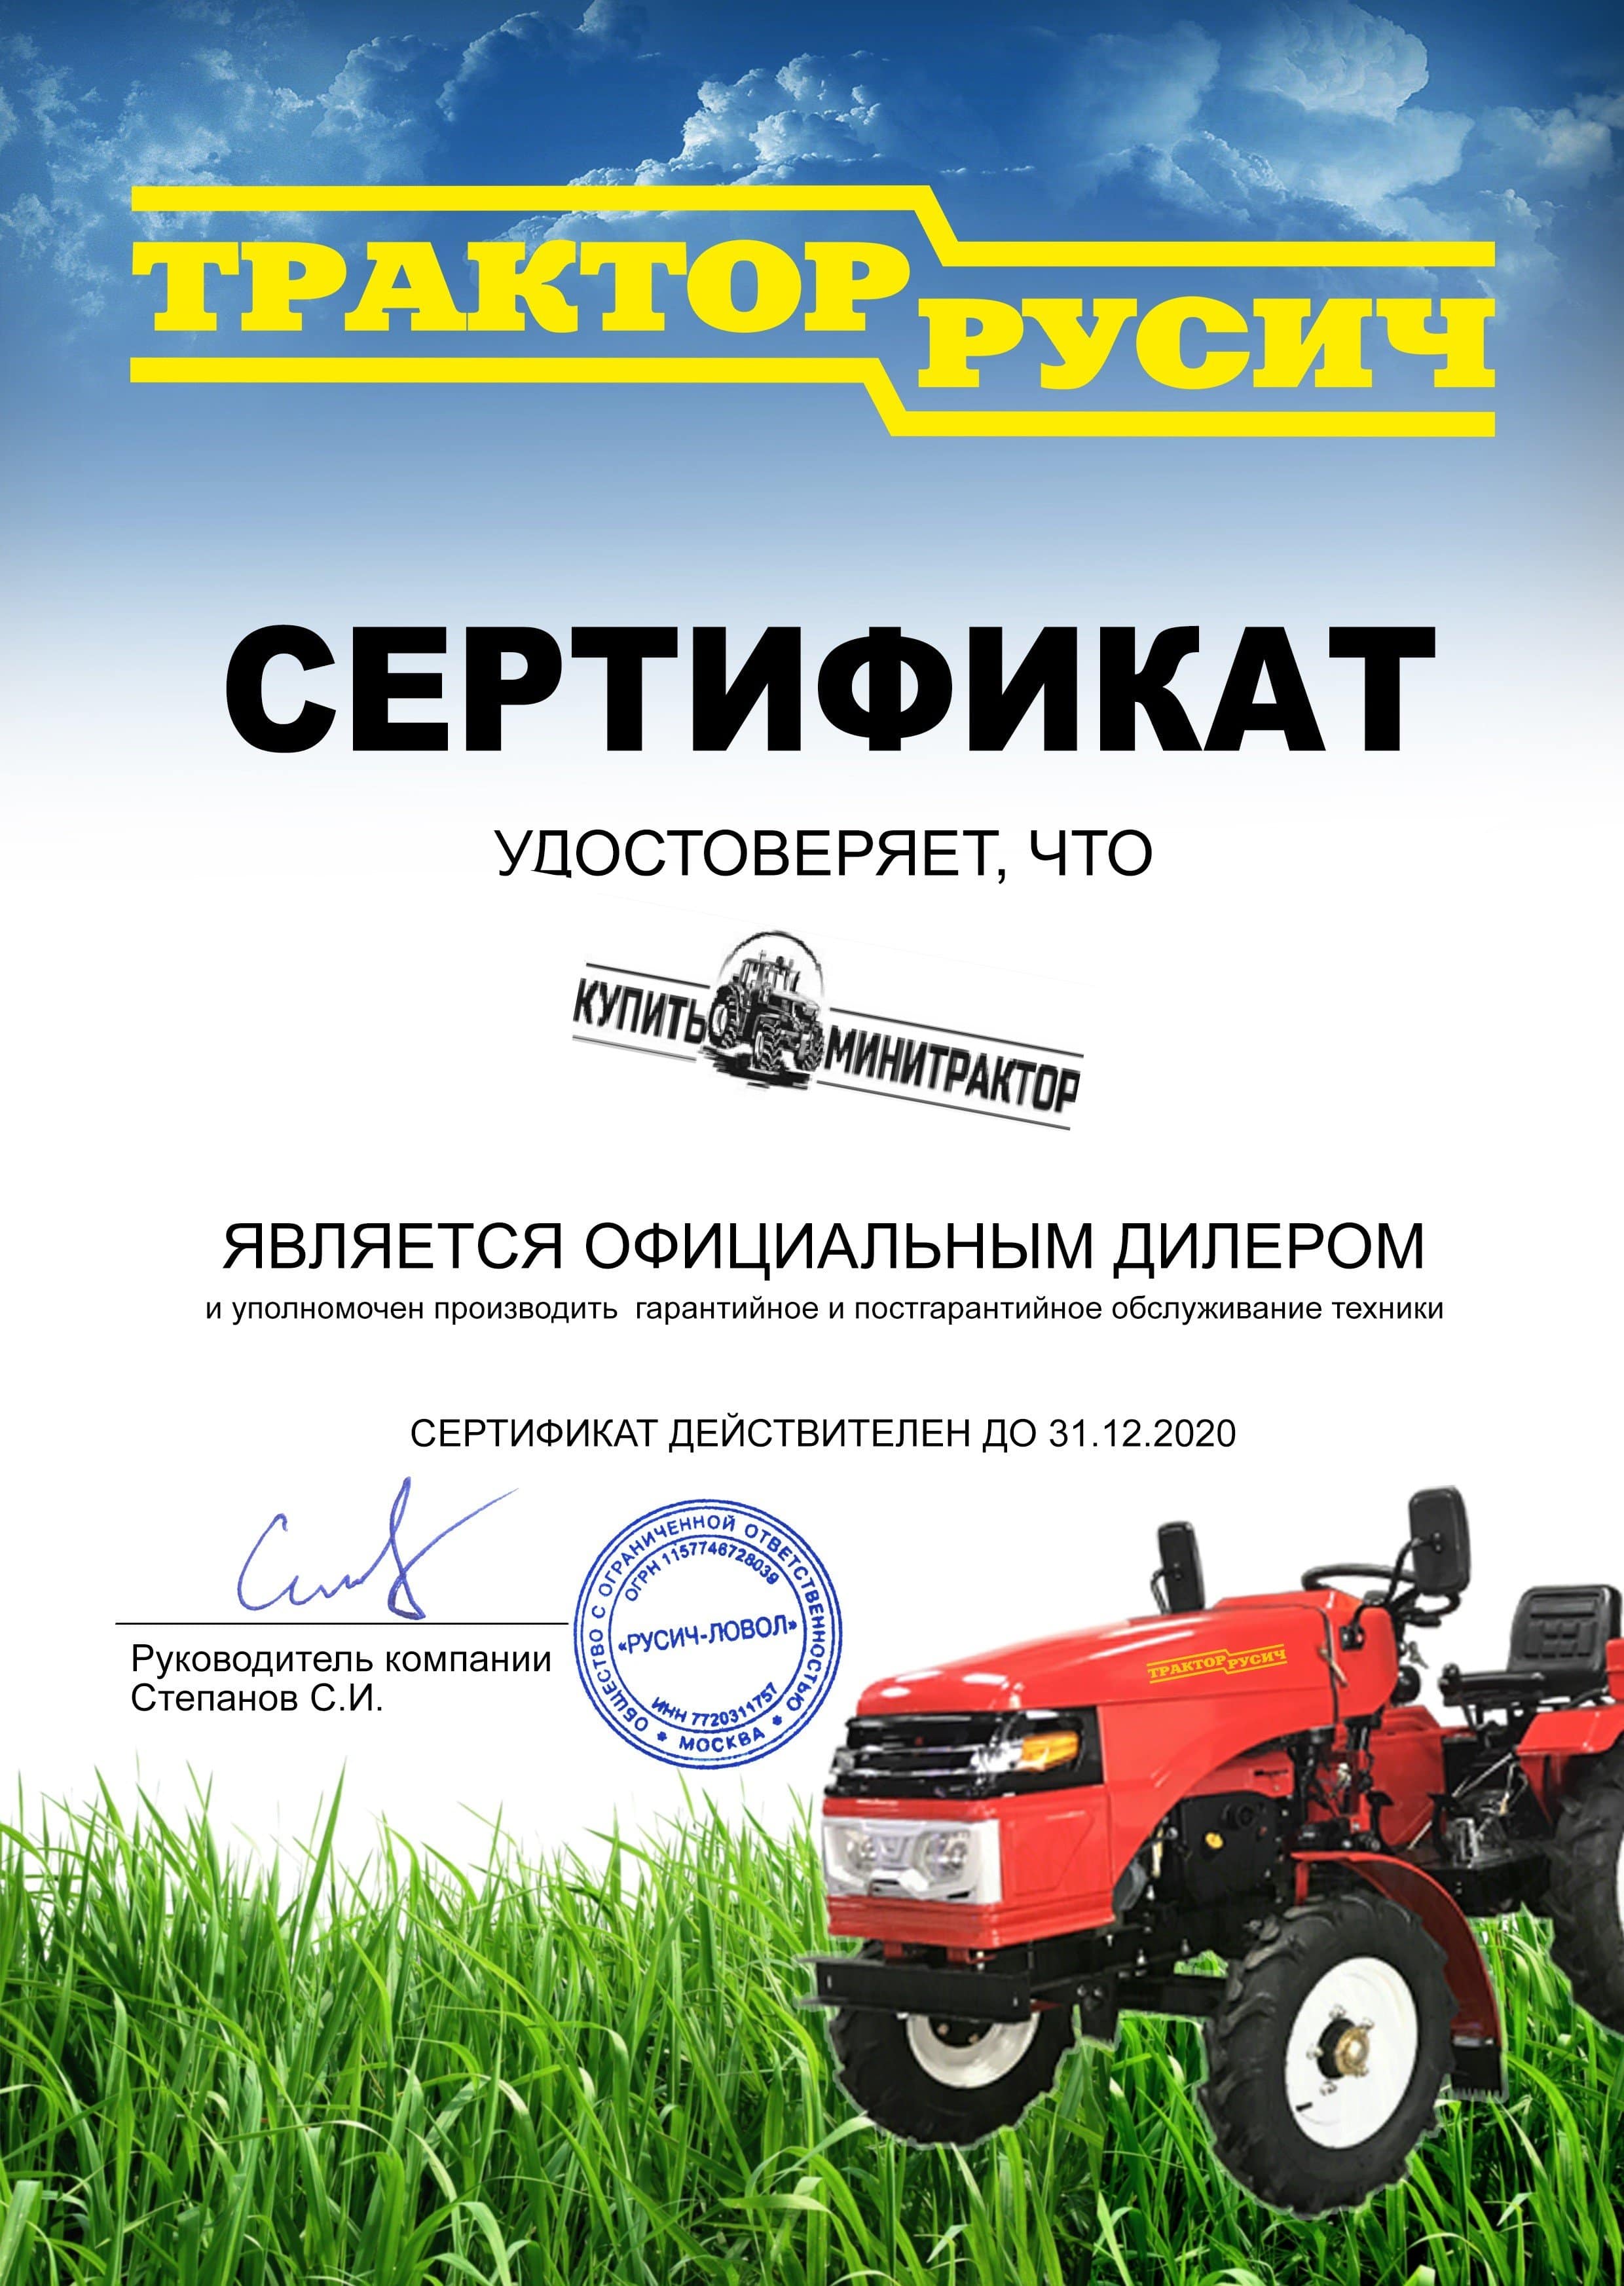 ТРАКТОР РУСИЧ
СЕРТИФИКАТ
УДОСТОВЕРЯЕТ, ЧТО
КУПИТЬ МИНИТРАКТОР
ЯВЛЯЕТСЯ ОФИЦИАЛЬНЫМ ДИЛЕРОМ
и уполномочен производить гарантийное и постгарантийное обслуживание техники
СЕРТИФИКАТ ДЕЙСТВИТЕЛЕН ДО 31.12.2020
Руководитель компании
Степанов С.И.
ОБЩЕСТВО С ОГРАНИЧЕННОЙ ОТВЕТСТВЕННОСТЬЮ
ОГРН 1157746728039
«РУСИЧ-ЛОВОЛ»
ИНН 7720311757
* МОСКВА *
ТРАКТОР РУСИЧ